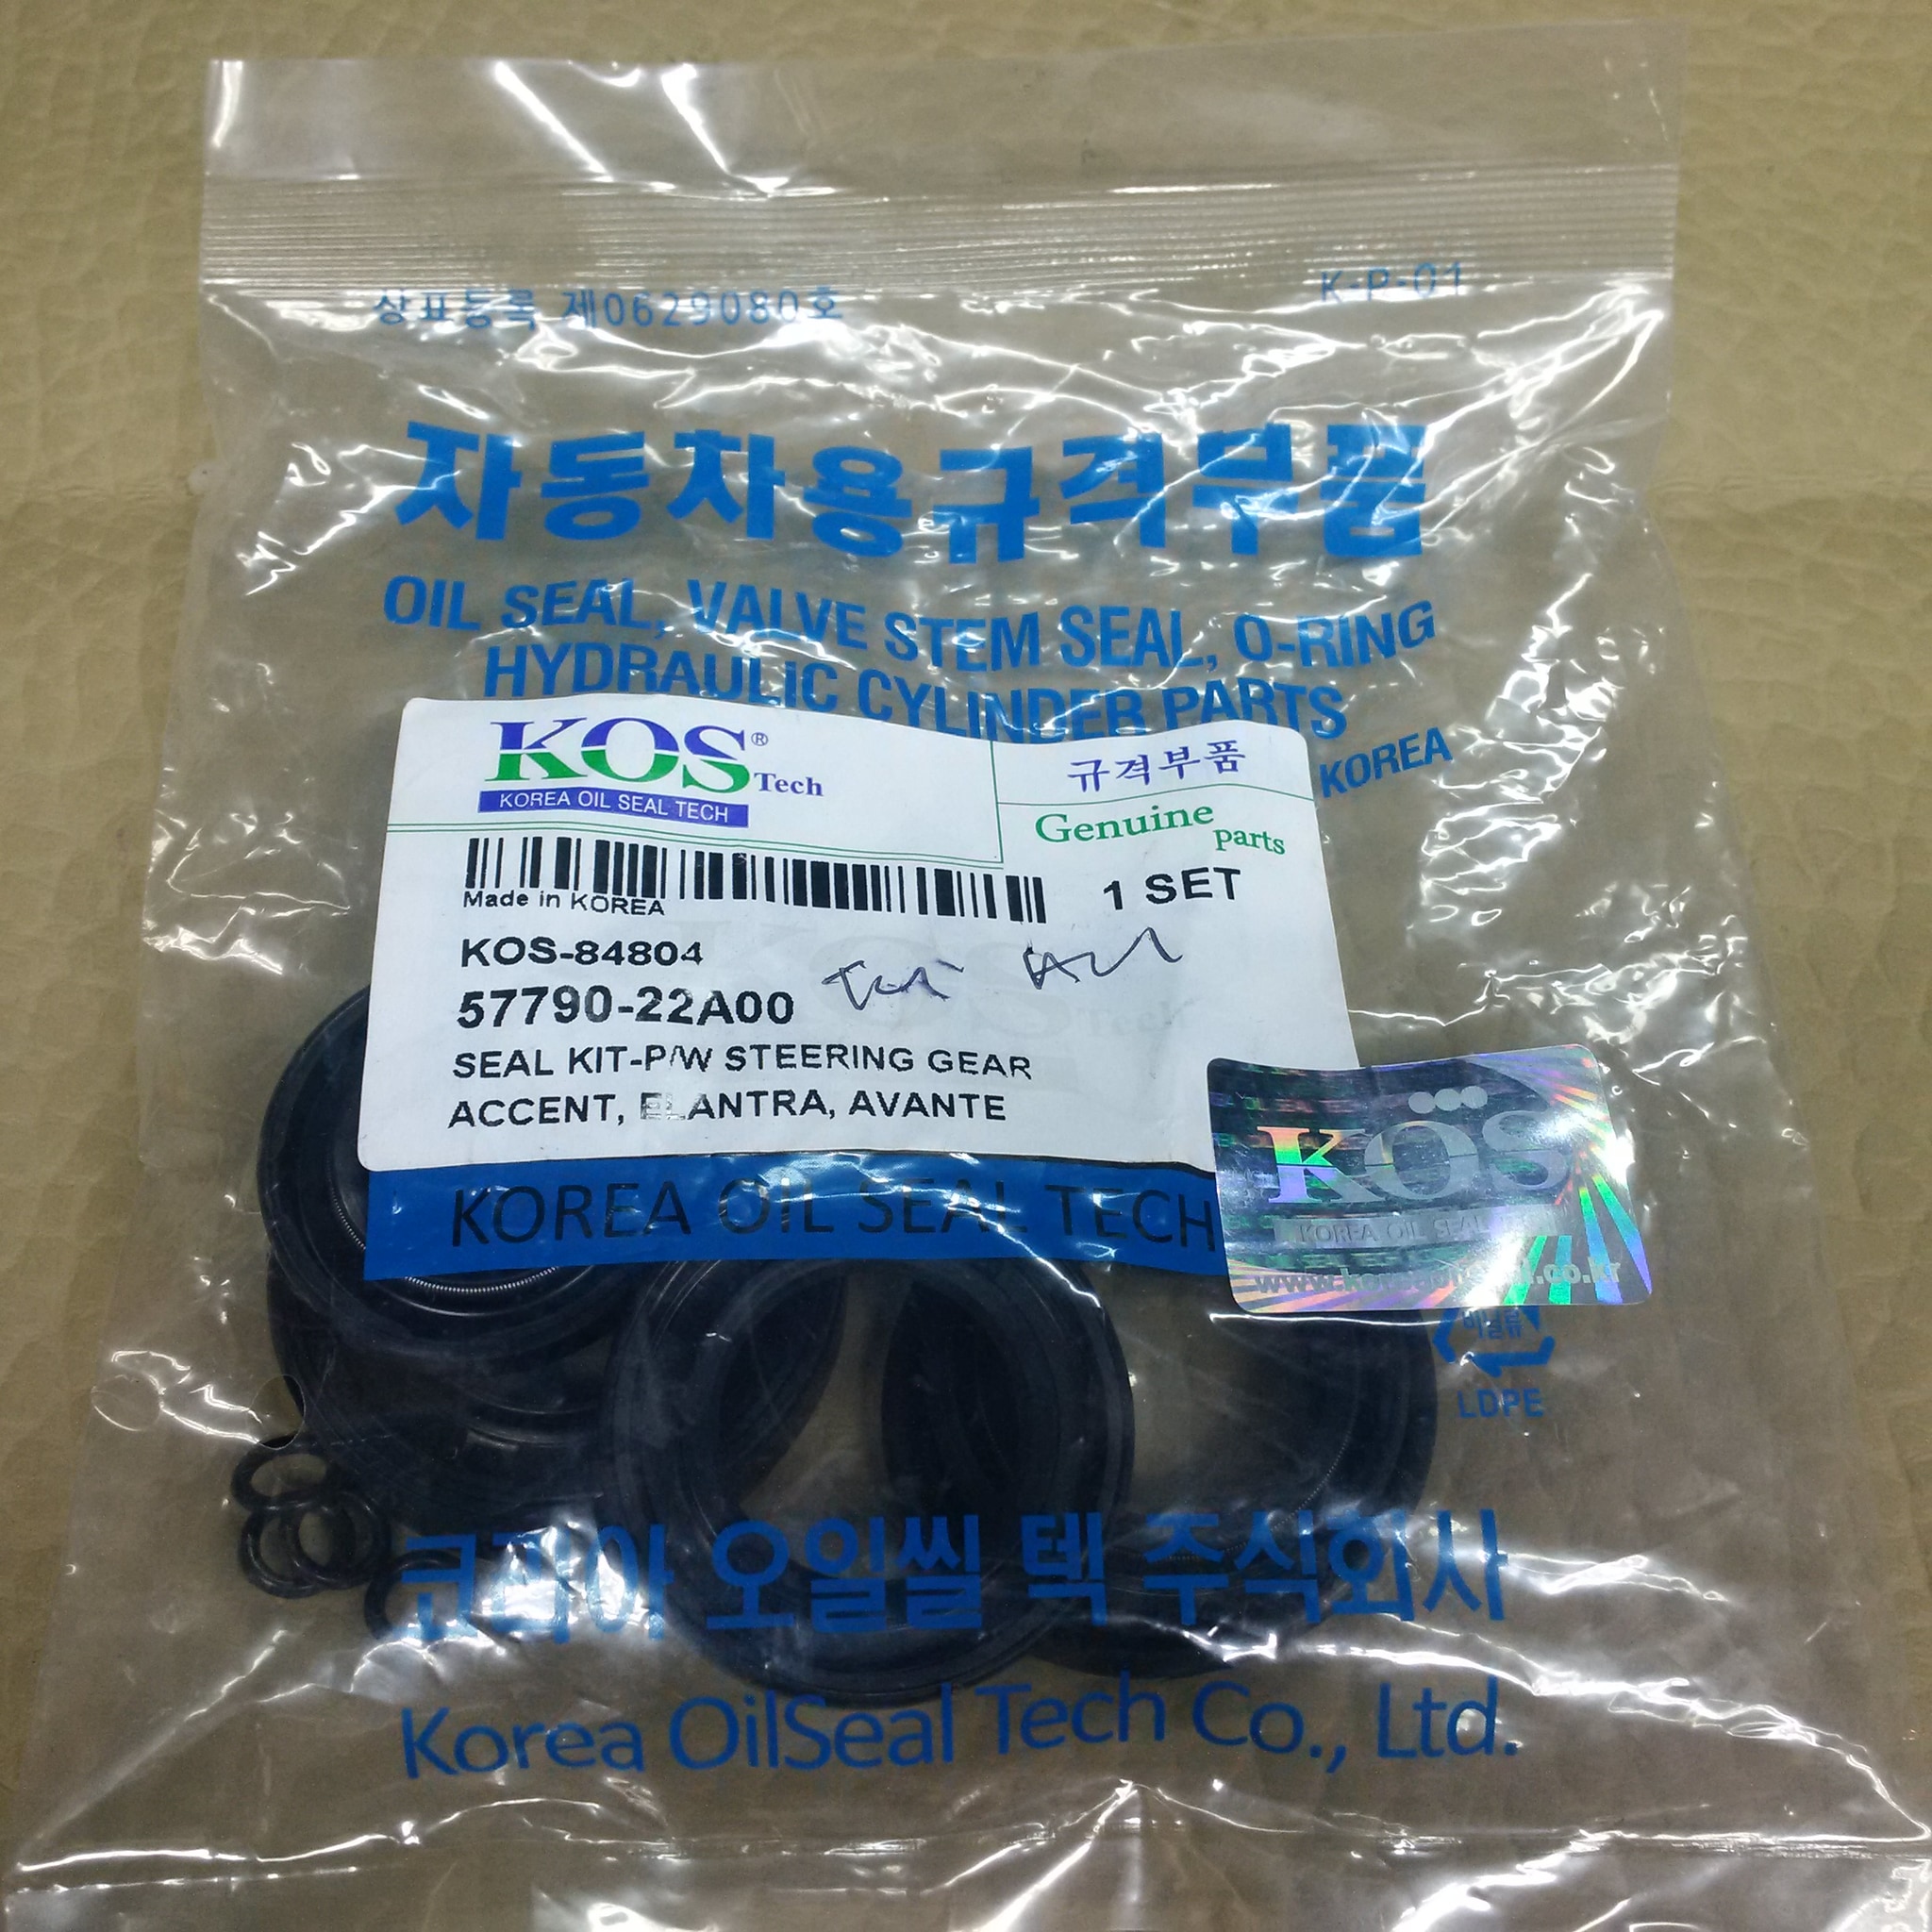 상표등록 제0629080호
K-P-01
자동차용규격부품
OIL SEAL, VALVE STEM SEAL, O-RING
HYDRAULIC CYLINDER PARTS
KOREA
KOS® Tech
KOREA OIL SEAL TECH
규격부품
Genuine parts
Made in KOREA
1 SET
KOS-84804
57790-22A00
SEAL KIT-P/W STEERING GEAR
ACCENT, ELANTRA, AVANTE
KOREA OIL SEAL TECH
KOS
KOREA OIL SEAL TECH
비닐류
LDPE
코리아 오일씰 텍 주식회사
Korea OilSeal Tech Co., Ltd.